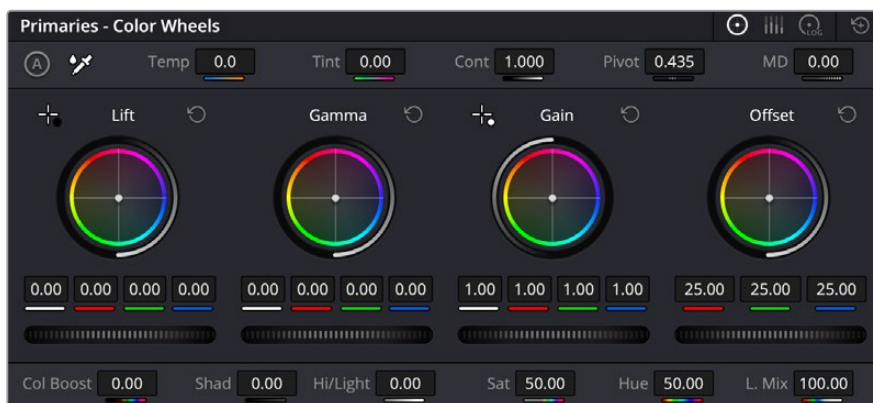 Primaries - Color Wheels
LOG
A Temp 0.0 Tint 0.00 Cont 1.000 Pivot 0.435 MD 0.00
Lift Gamma Gain Offset
0.00 0.00 0.00 0.00 0.00 0.00 0.00 0.00 1.00 1.00 1.00 1.00 25.00 25.00 25.00
Col Boost 0.00 Shad 0.00 Hi/Light 0.00 Sat 50.00 Hue 50.00 L. Mix 100.00